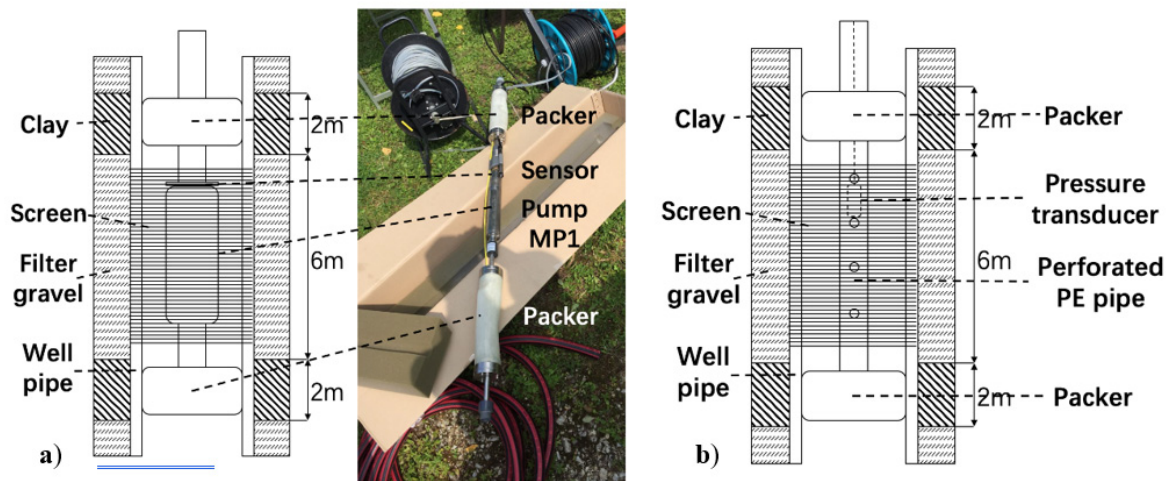 Clay
Screen
Filter
gravel
Well
pipe
2m
6m
2m
a)
Packer
Sensor
Pump
MP1
Packer
Clay
Screen
Filter
gravel
Well
pipe
2m
6m
2m
Packer
Pressure
transducer
Perforated
PE pipe
Packer
b)